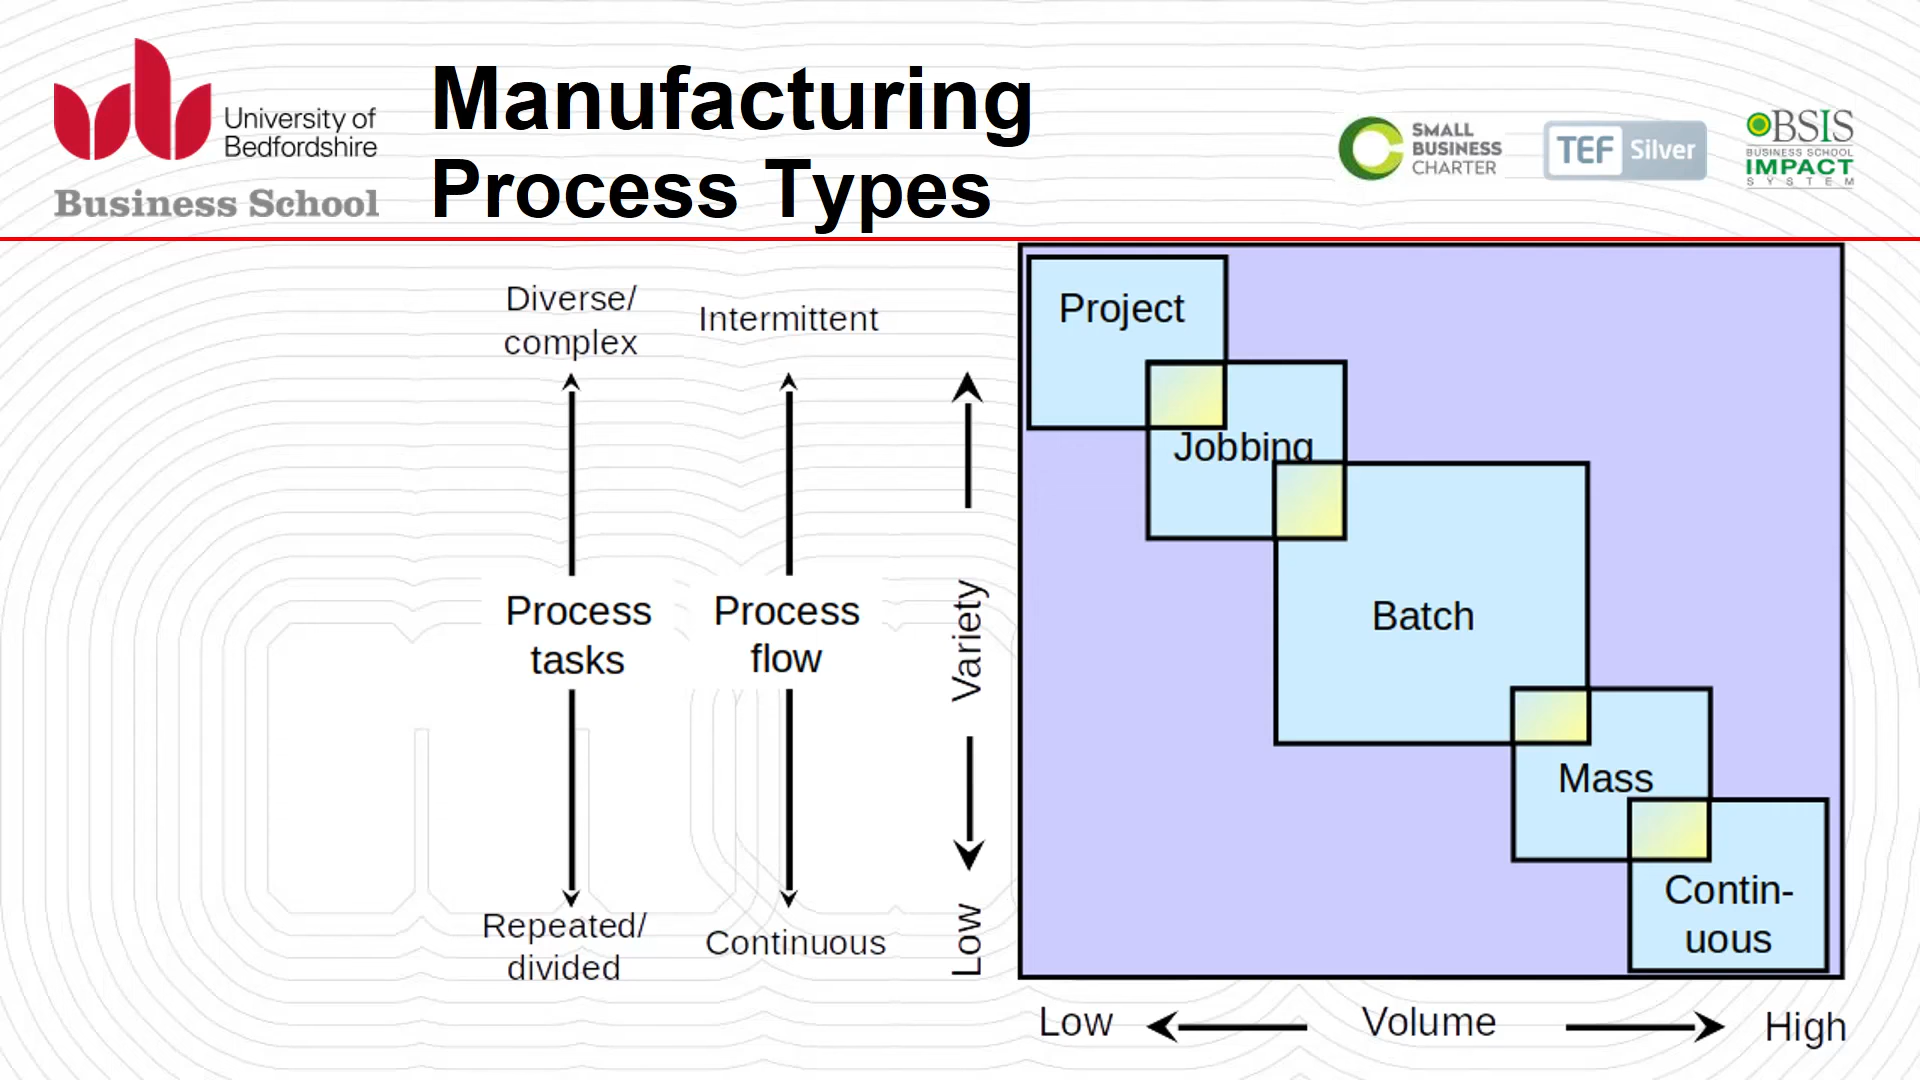 University of
Bedfordshire
Business School
Manufacturing
Process Types
SMALL
BUSINESS
CHARTER
TEF Silver
BSIS
BUSINESS SCHOOL
IMPACT
SYSTEM
Diverse/
complex
Intermittent
Process
tasks
Process
flow
Repeated/
divided
Continuous
Variety
Low
Project
Jobbing
Batch
Mass
Contin-
uous
Low
Volume
High